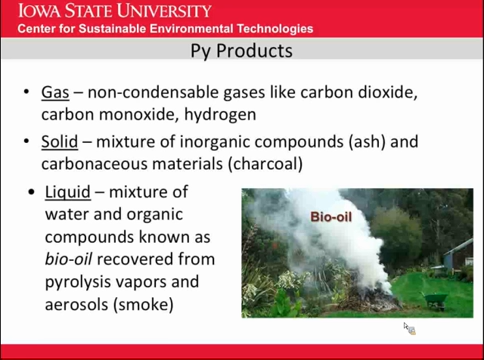 IOWA STATE UNIVERSITY
Center for Sustainable Environmental Technologies
Py Products
• Gas – non-condensable gases like carbon dioxide,
carbon monoxide, hydrogen
• Solid – mixture of inorganic compounds (ash) and
carbonaceous materials (charcoal)
• Liquid – mixture of
water and organic
compounds known as
bio-oil recovered from
pyrolysis vapors and
aerosols (smoke)
Bio-oil